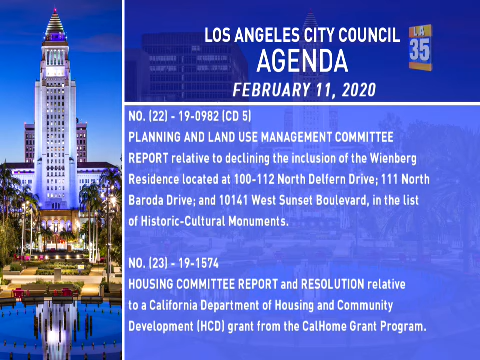 LOS ANGELES CITY COUNCIL
AGENDA
FEBRUARY 11, 2020
LA
35
NO. (22) - 19-0982 (CD 5)
PLANNING AND LAND USE MANAGEMENT COMMITTEE
REPORT relative to declining the inclusion of the Wienberg
Residence located at 100-112 North Delfern Drive; 111 North
Baroda Drive; and 10141 West Sunset Boulevard, in the list
of Historic-Cultural Monuments.
NO. (23) - 19-1574
HOUSING COMMITTEE REPORT and RESOLUTION relative
to a California Department of Housing and Community
Development (HCD) grant from the CalHome Grant Program.